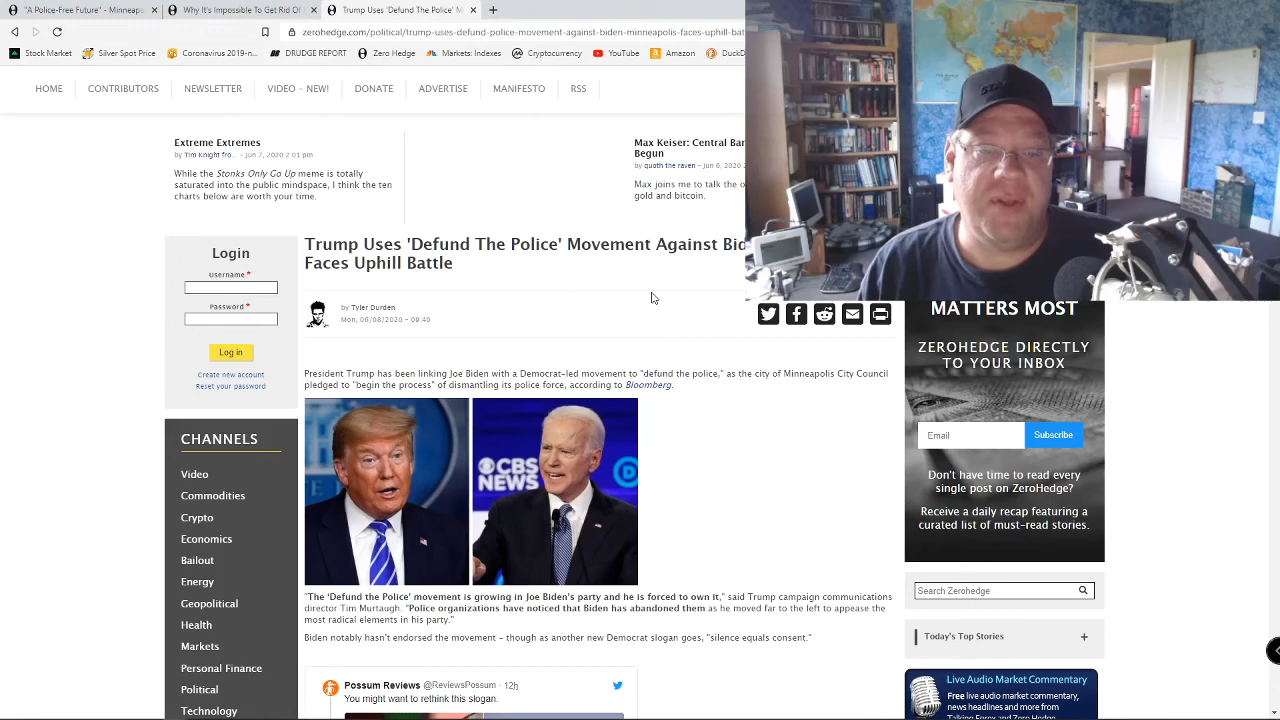 "A Police-Free" - Minneapo
It's Important To Get Rid Of
Trump Uses 'Defund The Police' M
zerohedge.com/political/trump-uses-defund-police-movement-against-biden-minneapolis-faces-uphill-bat
Stock Market
Silver Spot Price
Coronavirus 2019-n...
DRUDGE REPORT
Zero Hedge
Markets: Indexes
Cryptocurrency
YouTube
Amazon
DuckD
HOME
CONTRIBUTORS
NEWSLETTER
VIDEO - NEW!
DONATE
ADVERTISE
MANIFESTO
RSS
Extreme Extremes
by Tim Knight fro... - Jun 7, 2020 2:01 pm
While the Stonks Only Go Up meme is totally
saturated into the public mindspace, I think the ten
charts below are worth your time.
Max Keiser: Central Ban
Begun
by quoth the raven - Jun 6, 202
Max joins me to talk the o
gold and bitcoin.
Login
Username *
Password *
Log in
Create new account
Reset your password
CHANNELS
Video
Commodities
Crypto
Economics
Bailout
Energy
Geopolitical
Health
Markets
Personal Finance
Political
Technology
Trump Uses 'Defund The Police' Movement Against Bid
Faces Uphill Battle
by Tyler Durden
Mon, 06/08/2020 - 09:40
President Trump has been linking Joe Biden with a Democrat-led movement to "defund the police," as the city of Minneapolis City Council
pledged to "begin the process" of dismantling its police force, according to Bloomberg.
CBS
NEWS
"The 'Defund the Police' movement is growing in Joe Biden's party and he is forced to own it," said Trump campaign communications
director Tim Murtaugh. "Police organizations have noticed that Biden has abandoned them as he moved far to the left to appease the
most radical elements in his party."
Biden notably hasn't endorsed the movement - though as another new Democrat slogan goes, "silence equals consent."
Possum Reviews @ReviewsPossum · 12h
You might want to rethink this slogan.
MATTERS MOST
ZEROHEDGE DIRECTLY
TO YOUR INBOX
Email
Subscribe
Don't have time to read every
single post on ZeroHedge?
Receive a daily recap featuring a
curated list of must-read stories.
Search Zerohedge
Today's Top Stories
+
Live Audio Market Commentary
Free live audio market commentary,
news headlines and more from
Talking Forex and Zero Hedge